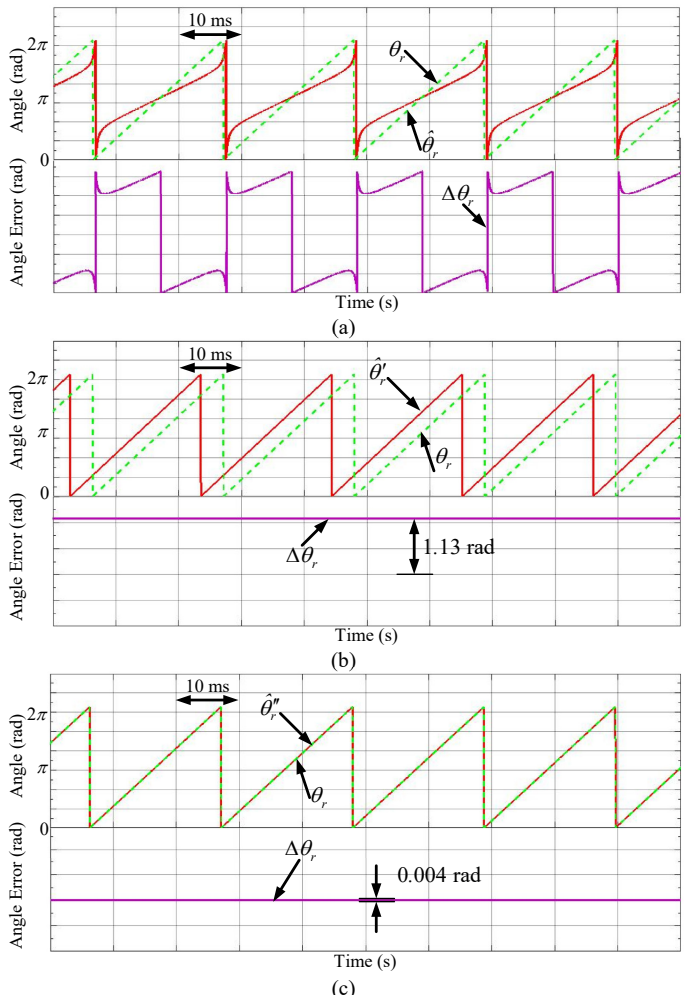 10 ms
2π
θr
Angle (rad)
π
θ̂r
0
Angle Error (rad)
Δθr
Time (s)
(a)
10 ms
2π
θ̂r′
Angle (rad)
π
θr
0
Angle Error (rad)
1.13 rad
Δθr
Time (s)
(b)
10 ms
2π
θ̂r″
Angle (rad)
π
θr
0
Angle Error (rad)
Δθr
0.004 rad
Time (s)
(c)